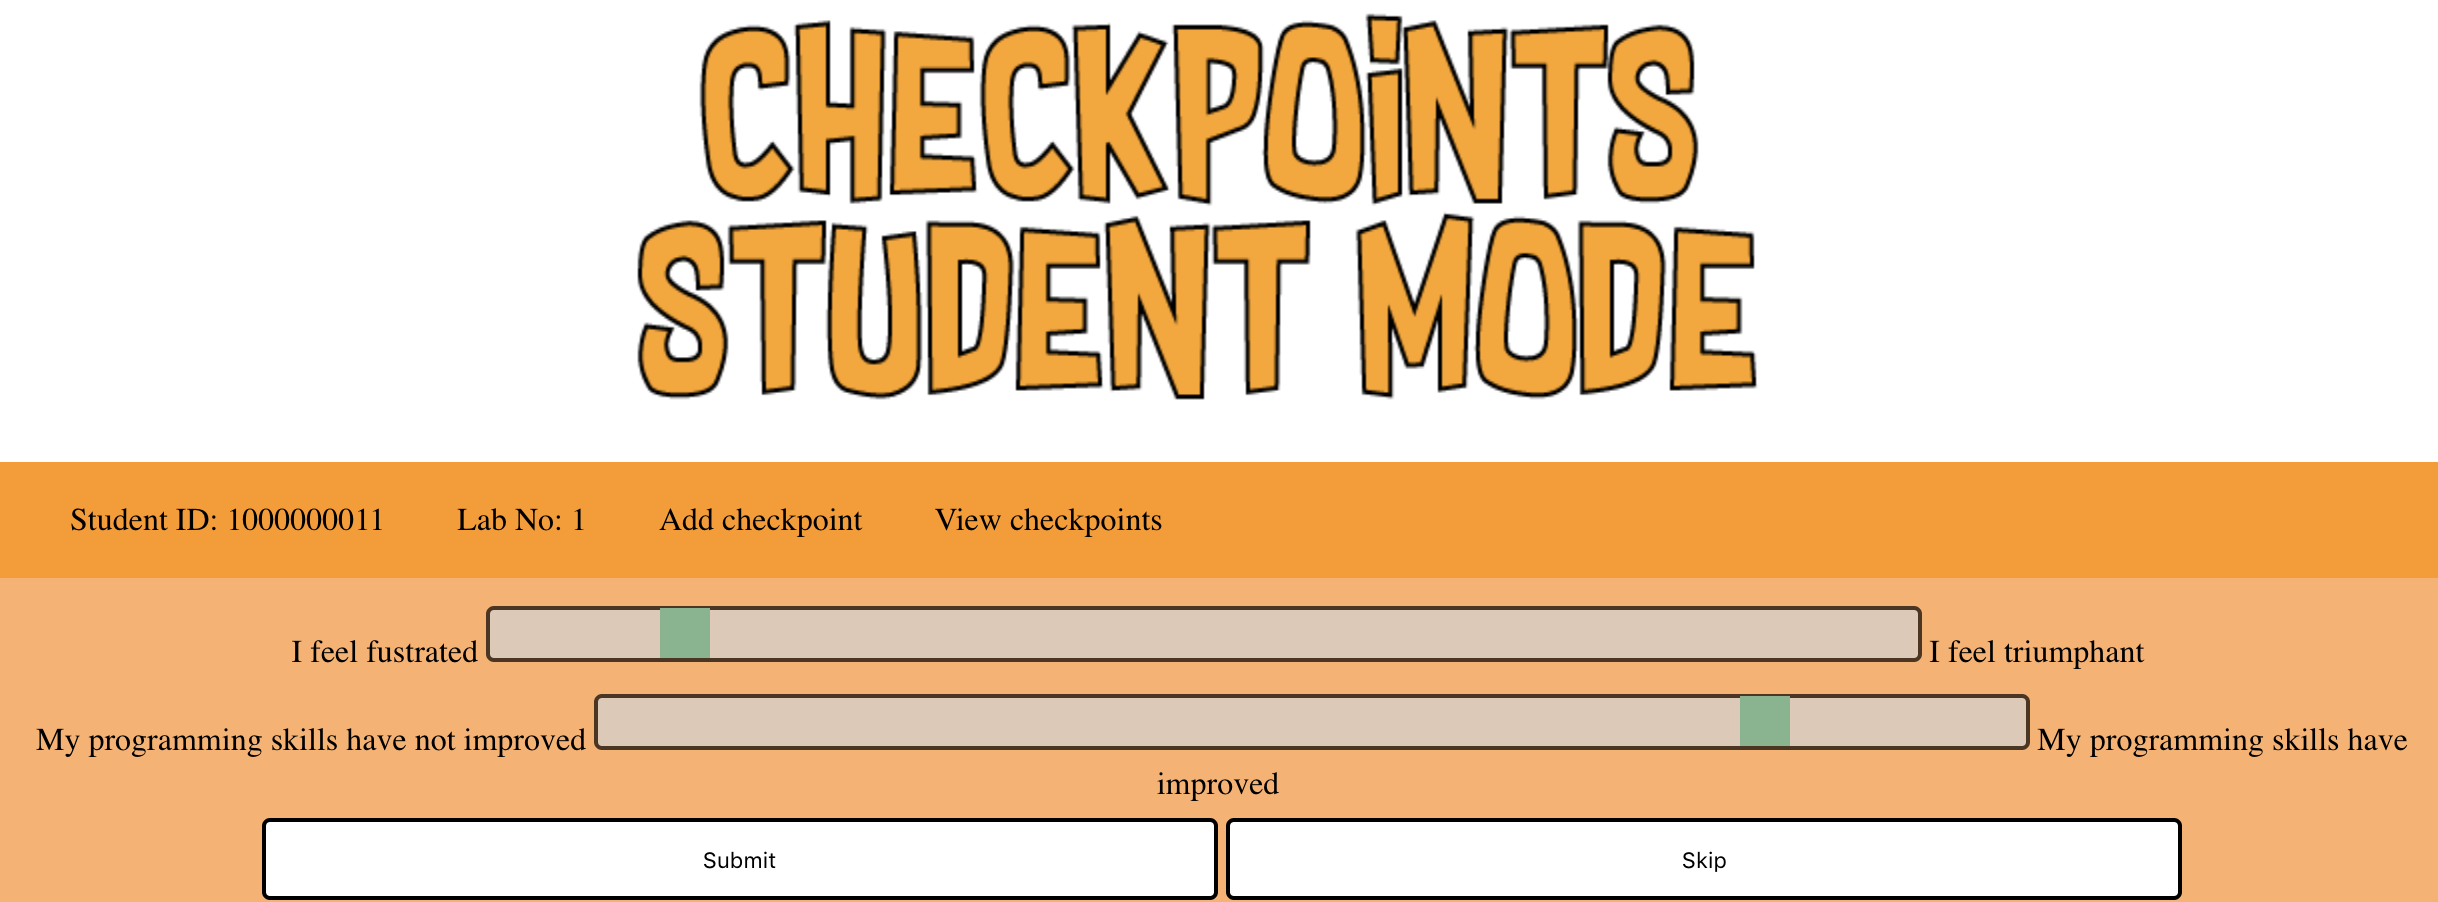 CHECKPOiNTS
STUDENT MODE
Student ID: 1000000011 Lab No: 1 Add checkpoint View checkpoints
I feel fustrated I feel triumphant
My programming skills have not improved My programming skills have
improved
Submit Skip